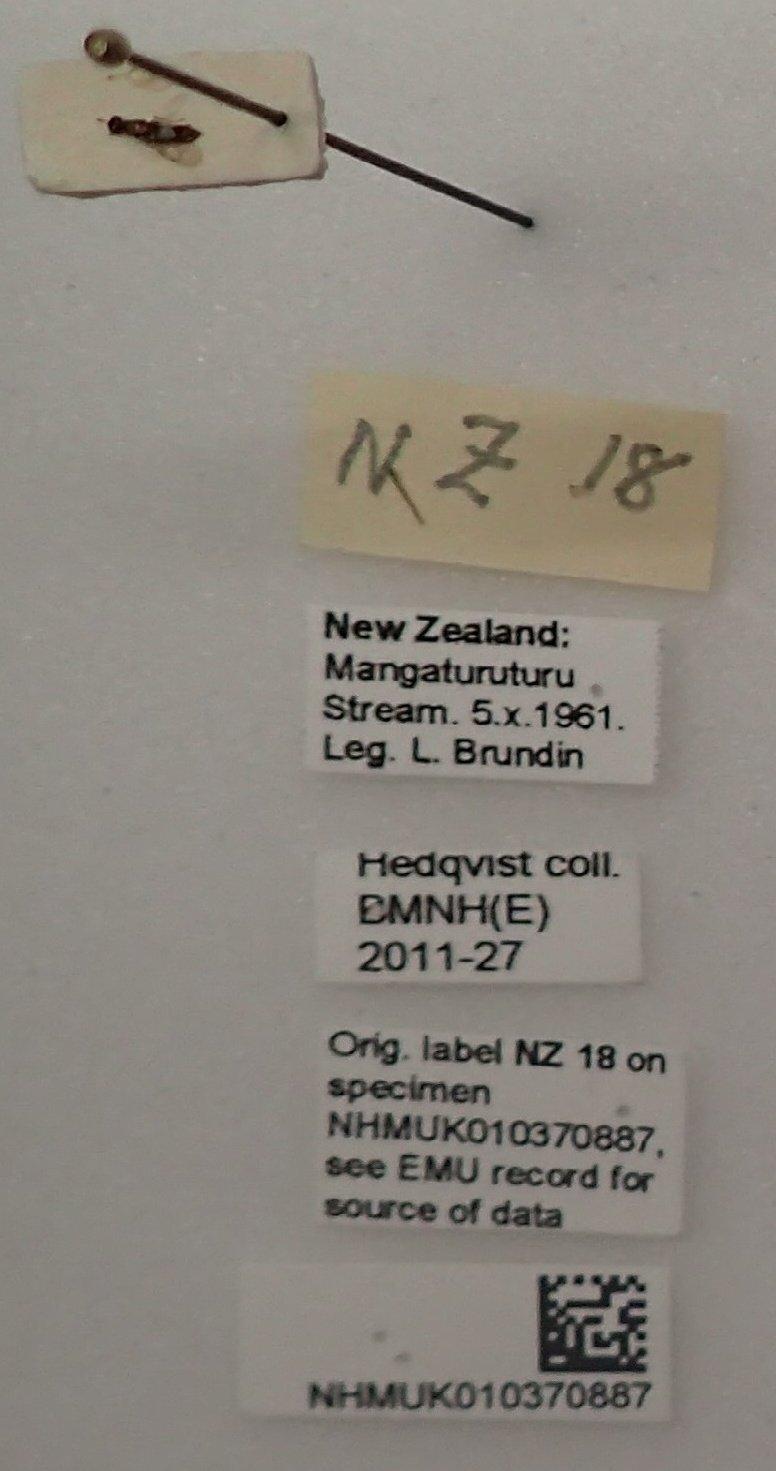 NZ 18
New Zealand:
Mangaturuturu
Stream. 5.x.1961.
Leg. L. Brundin
Hedqvist coll.
BMNH(E)
2011-27
Orig. label NZ 18 on
specimen
NHMUK010370887,
see EMU record for
source of data
NHMUK010370887